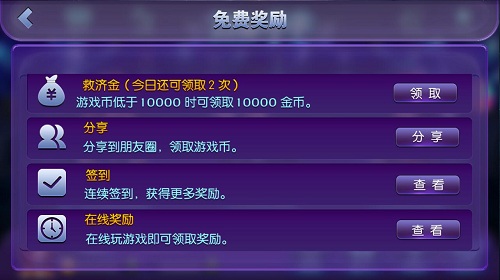 免费奖励
救济金（今日还可领取2次）
游戏币低于10000时可领取10000金币。
领取
分享
分享到朋友圈，领取游戏币。
分享
签到
连续签到，获得更多奖励。
查看
在线奖励
在线玩游戏即可领取奖励。
查看